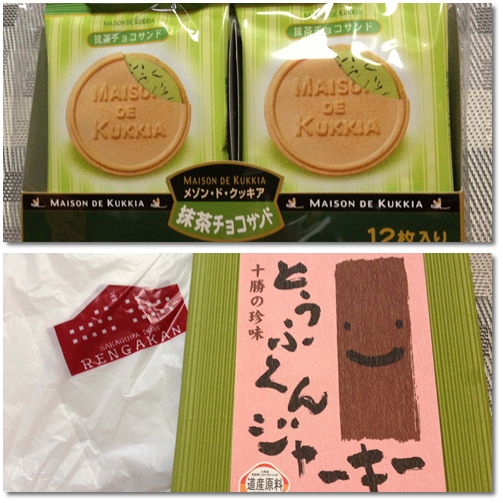 MAISON DE KUKKIA
抹茶チョコサンド
MAISON
DE
KUKKIA
抹茶チョコサンド
MAISON
DE
KUKKIA
MAISON DE KUKKIA
MAISON DE KUKKIA
メゾン・ド・クッキア
抹茶チョコサンド
MAISON DE KUKKIA
12枚入り
RENGAKAN
十勝の珍味
とうふくん
ジャーキー
道産原料